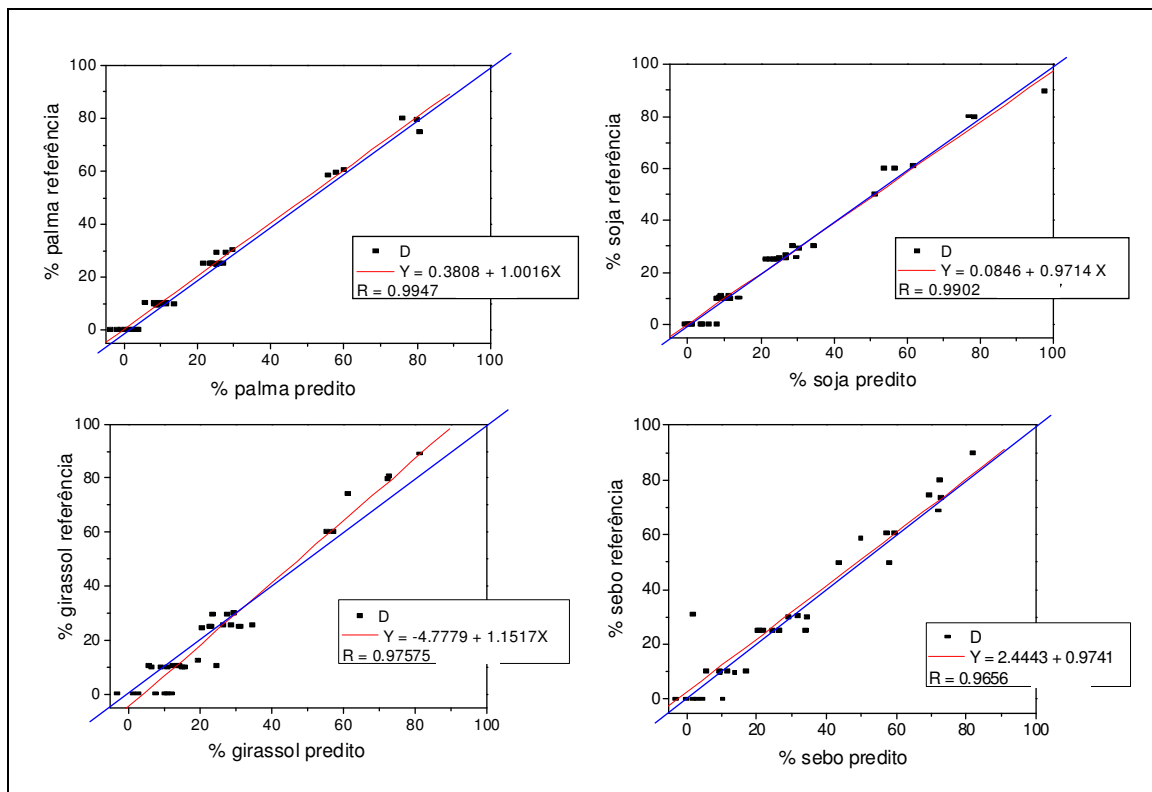 100
80
60
40
20
0
% palma referência
D
Y = 0.3808 + 1.0016X
R = 0.9947
0 20 40 60 80 100
% palma predito
100
80
60
40
20
0
% soja referência
D
Y = 0.0846 + 0.9714 X
R = 0.9902
0 20 40 60 80 100
% soja predito
100
80
60
40
20
0
% girassol referência
D
Y = -4.7779 + 1.1517X
R = 0.97575
0 20 40 60 80 100
% girassol predito
100
80
60
40
20
0
% sebo referência
D
Y = 2.4443 + 0.9741
R = 0.9656
0 20 40 60 80 100
% sebo predito